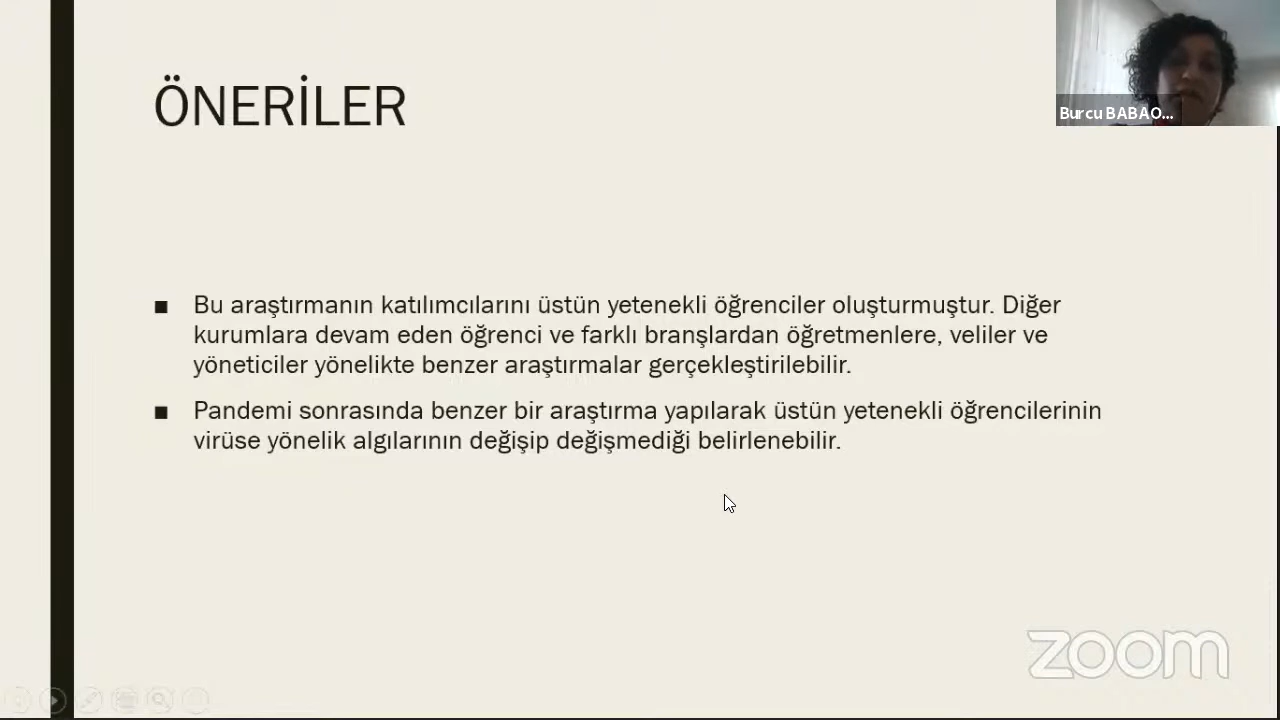 ÖNERİLER
Burcu BABAO...
■ Bu araştırmanın katılımcılarını üstün yetenekli öğrenciler oluşturmuştur. Diğer
kurumlara devam eden öğrenci ve farklı branşlardan öğretmenlere, veliler ve
yöneticiler yönelikte benzer araştırmalar gerçekleştirilebilir.
■ Pandemi sonrasında benzer bir araştırma yapılarak üstün yetenekli öğrencilerinin
virüse yönelik algılarının değişip değişmediği belirlenebilir.
zoom